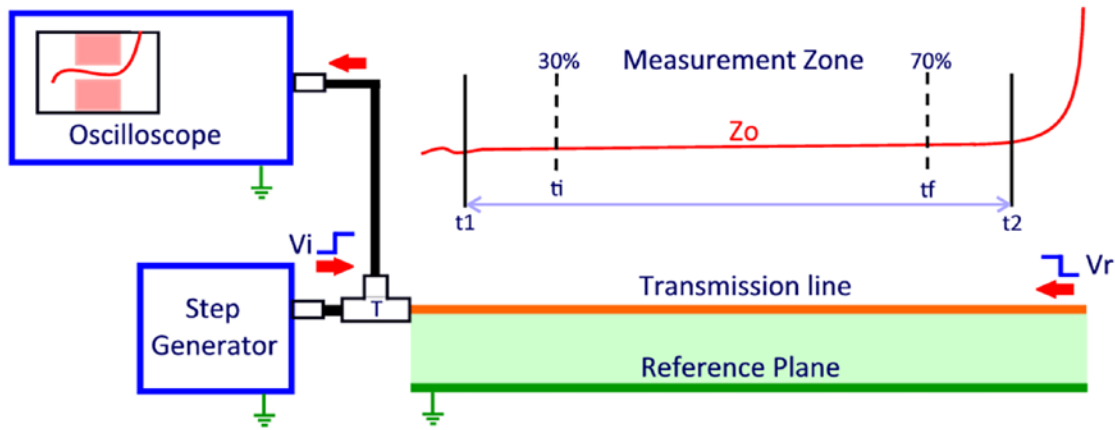 Oscilloscope
30%
Measurement Zone
70%
Zo
ti
tf
t1
t2
Vi
Vr
Step
Generator
T
Transmission line
Reference Plane